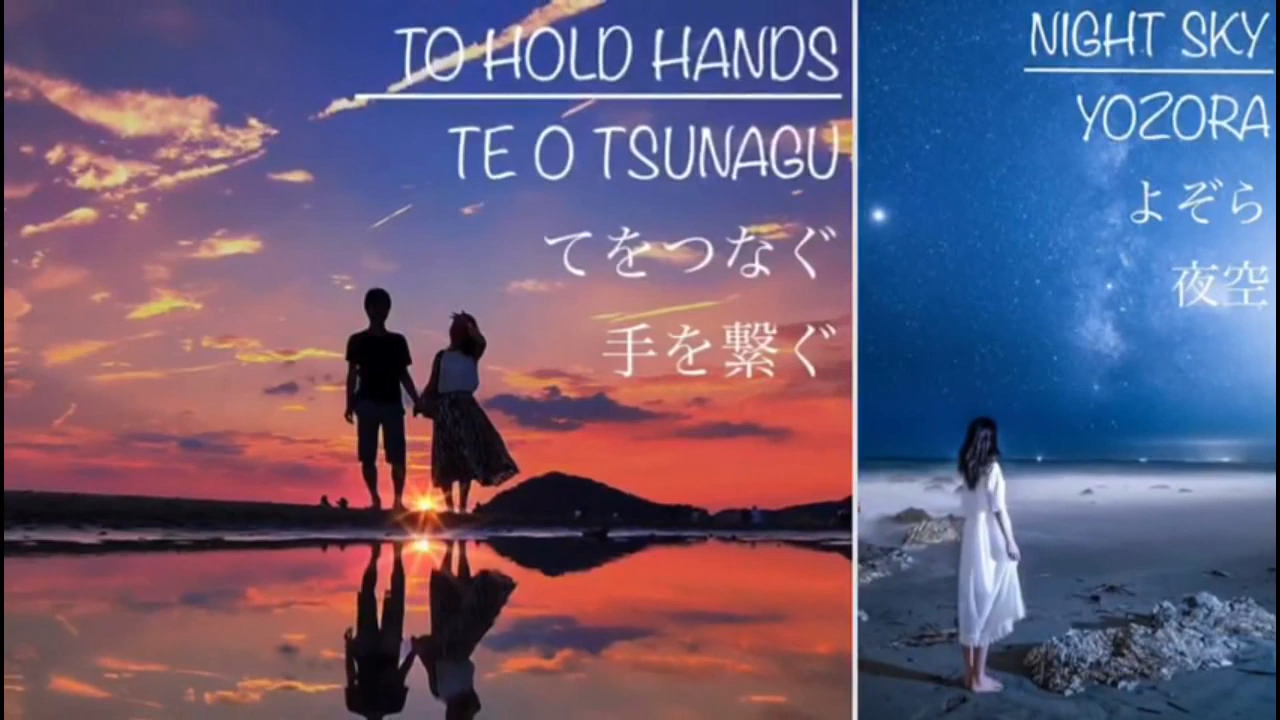 TO HOLD HANDS
TE O TSUNAGU
てをつなぐ
手を繋ぐ
NIGHT SKY
YOZORA
よぞら
夜空